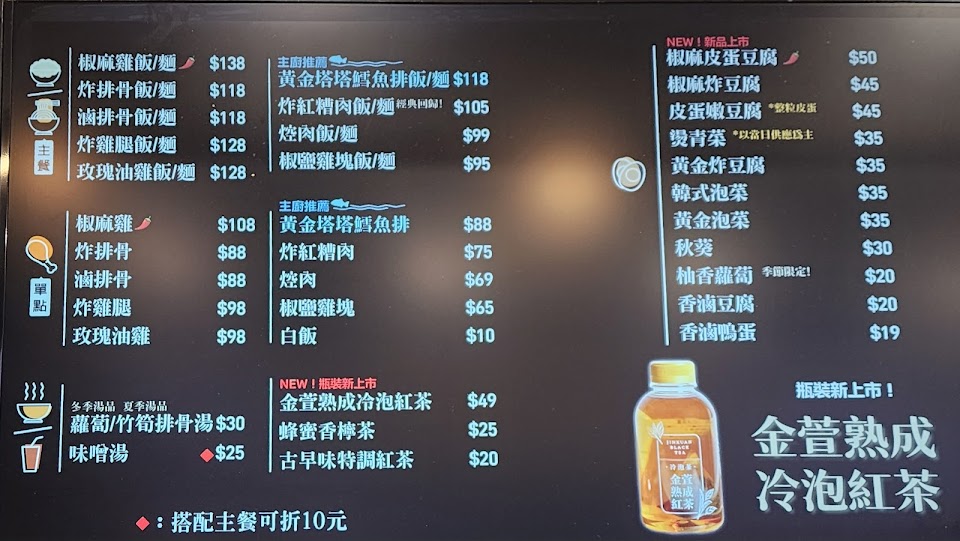 主餐
椒麻雞飯/麵 $138
炸排骨飯/麵 $118
滷排骨飯/麵 $118
炸雞腿飯/麵 $128
玫瑰油雞飯/麵 $128
主廚推薦
黃金塔塔鱈魚排飯/麵 $118
炸紅糟肉飯/麵 經典回歸! $105
焢肉飯/麵 $99
椒鹽雞塊飯/麵 $95
單點
椒麻雞 $108
炸排骨 $88
滷排骨 $88
炸雞腿 $98
玫瑰油雞 $98
主廚推薦
黃金塔塔鱈魚排 $88
炸紅糟肉 $75
焢肉 $69
椒鹽雞塊 $65
白飯 $10
冬季湯品 夏季湯品
蘿蔔/竹筍排骨湯 $30
味噌湯 ◆$25
NEW!瓶裝新上市
金萱熟成冷泡紅茶 $49
蜂蜜香檸茶 $25
古早味特調紅茶 $20
◆:搭配主餐可折10元
NEW!新品上市
椒麻皮蛋豆腐 $50
椒麻炸豆腐 $45
皮蛋嫩豆腐 *整粒皮蛋 $45
燙青菜 *以當日供應為主 $35
黃金炸豆腐 $35
韓式泡菜 $35
黃金泡菜 $35
秋葵 $30
柚香蘿蔔 季節限定! $20
香滷豆腐 $20
香滷鴨蛋 $19
瓶裝新上市!
金萱熟成
冷泡紅茶
JINXUAN
BLACK
TEA
冷泡茶
金萱
熟成
紅茶